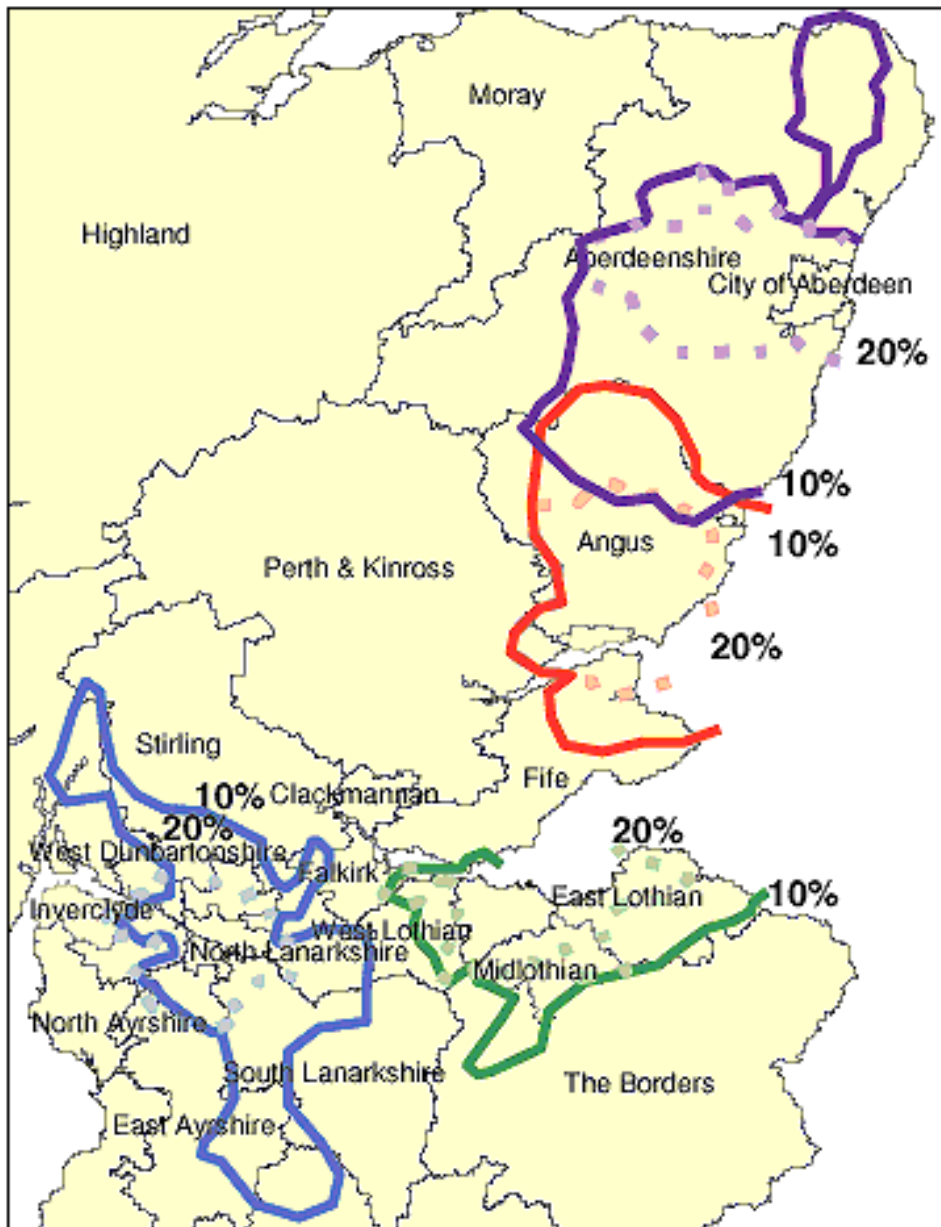 Moray
Highland
Aberdeenshire
City of Aberdeen
20%
10%
Angus
10%
Perth & Kinross
20%
Stirling
Fife
10%
Clackmannan
20%
20%
West Dunbartonshire
Falkirk
10%
East Lothian
Inverclyde
West Lothian
North Lanarkshire
Midlothian
North Ayrshire
South Lanarkshire
The Borders
East Ayrshire